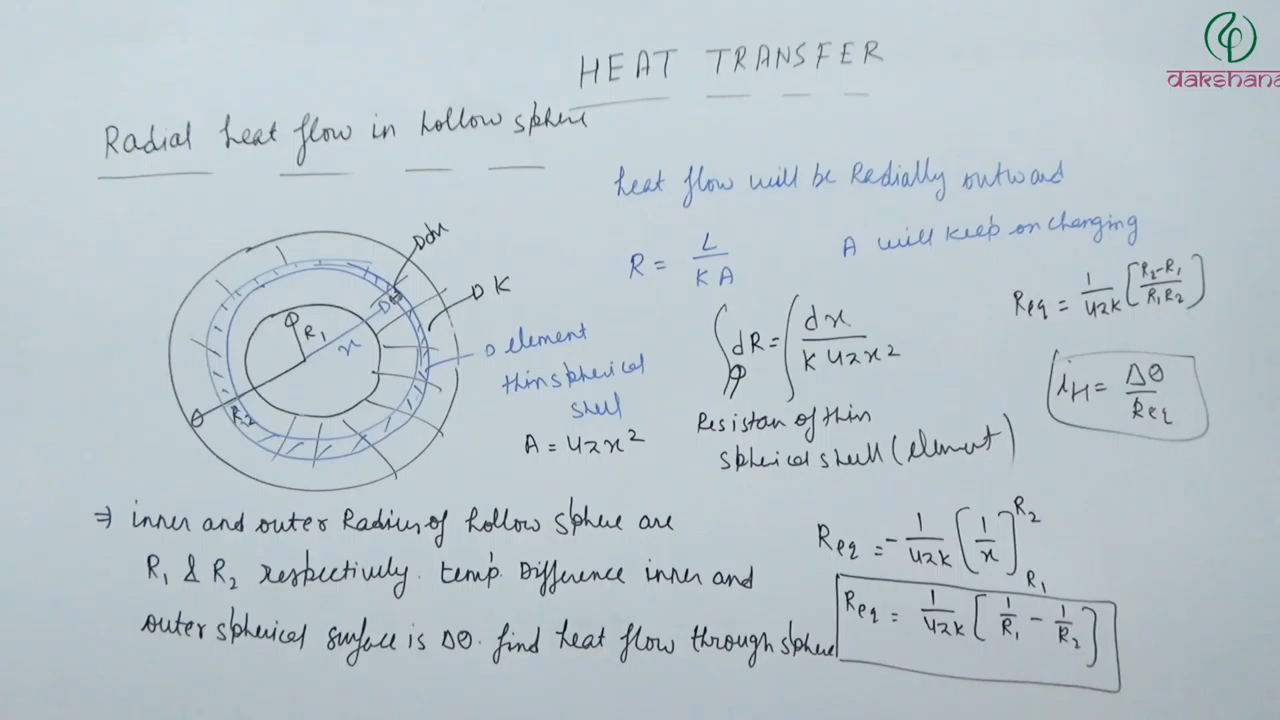 dakshana
HEAT TRANSFER
Radial heat flow in hollow sphere
heat flow will be Radially outward
A will keep on changing
R = L / KA
dx
K
R1
x
R2
element
thin spherical
shell
A = 4πx²
∫dR = ∫ dx / K 4πx²
Resistan of thin
spherical shell (element)
Req = 1/4πk [R2-R1 / R1R2]
iH = Δθ / Req
Req = - 1/4πk [1/x]R1R2
Req = 1/4πk [1/R1 - 1/R2]
⇒ inner and outer Radius of hollow sphere are
R1 & R2 respectively. temp. Difference inner and
outer spherical surface is Δθ. find heat flow through sphere